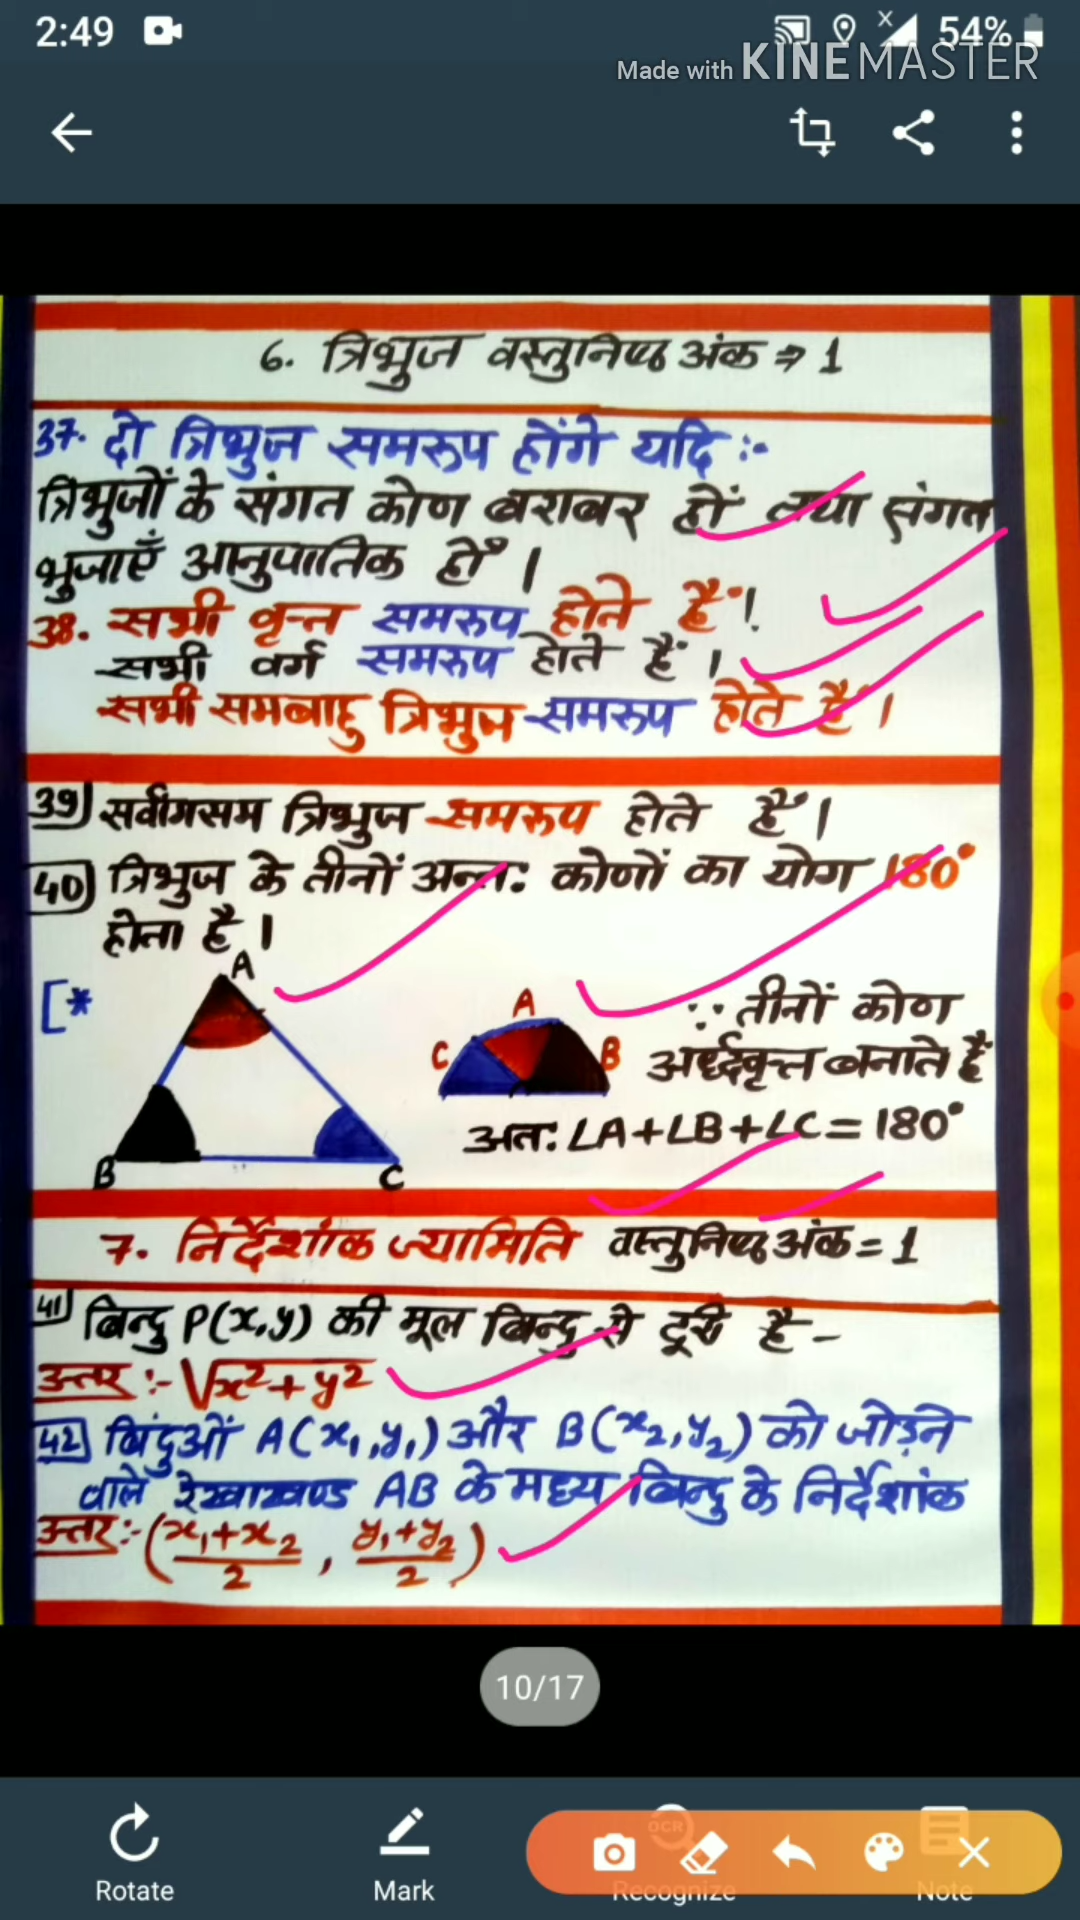 2:49
54%
Made with KINEMASTER
6. त्रिभुज वस्तुनिष्ठ अंक ⇒ 1
37. दो त्रिभुज समरूप होंगे यदि :-
त्रिभुजों के संगत कोण बराबर हों तथा संगत
भुजाएँ आनुपातिक हों ।
38. सभी वृत्त समरूप होते हैं ।
सभी वर्ग समरूप होते हैं ।
सभी समबाहु त्रिभुज समरूप होते हैं ।
39) सर्वांगसम त्रिभुज समरूप होते हैं ।
40) त्रिभुज के तीनों अन्तः कोणों का योग 180°
होता है ।
[*
A
B
C
A
C
B
∵ तीनों कोण
अर्धवृत्त बनाते हैं
अतः ∠A+∠B+∠C = 180°
7. निर्देशांक ज्यामिति वस्तुनिष्ठ अंक = 1
41) बिन्दु P(x,y) की मूल बिन्दु से दूरी है -
उत्तर :- √x²+y²
42) बिंदुओं A(x₁,y₁) और B(x₂,y₂) को जोड़ने
वाले रेखाखण्ड AB के मध्य बिन्दु के निर्देशांक
उत्तर :- (x₁+x₂/2 , y₁+y₂/2)
10/17
Rotate
Mark
OCR
Recognize
Note